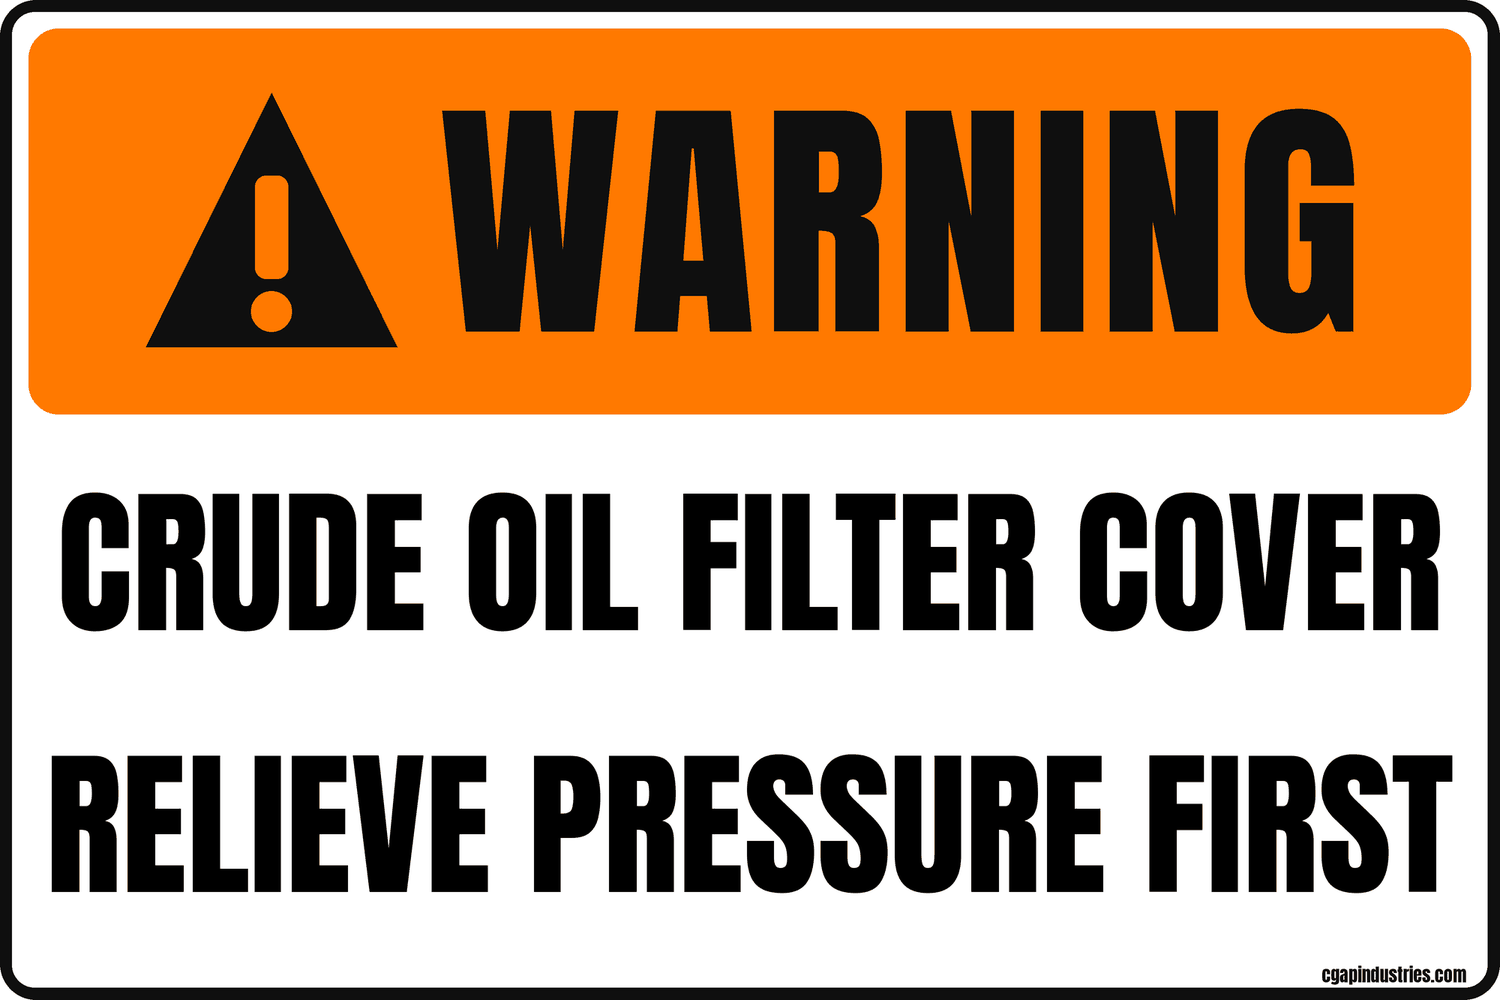 WARNING
CRUDE OIL FILTER COVER
RELIEVE PRESSURE FIRST
cgapindustries.com